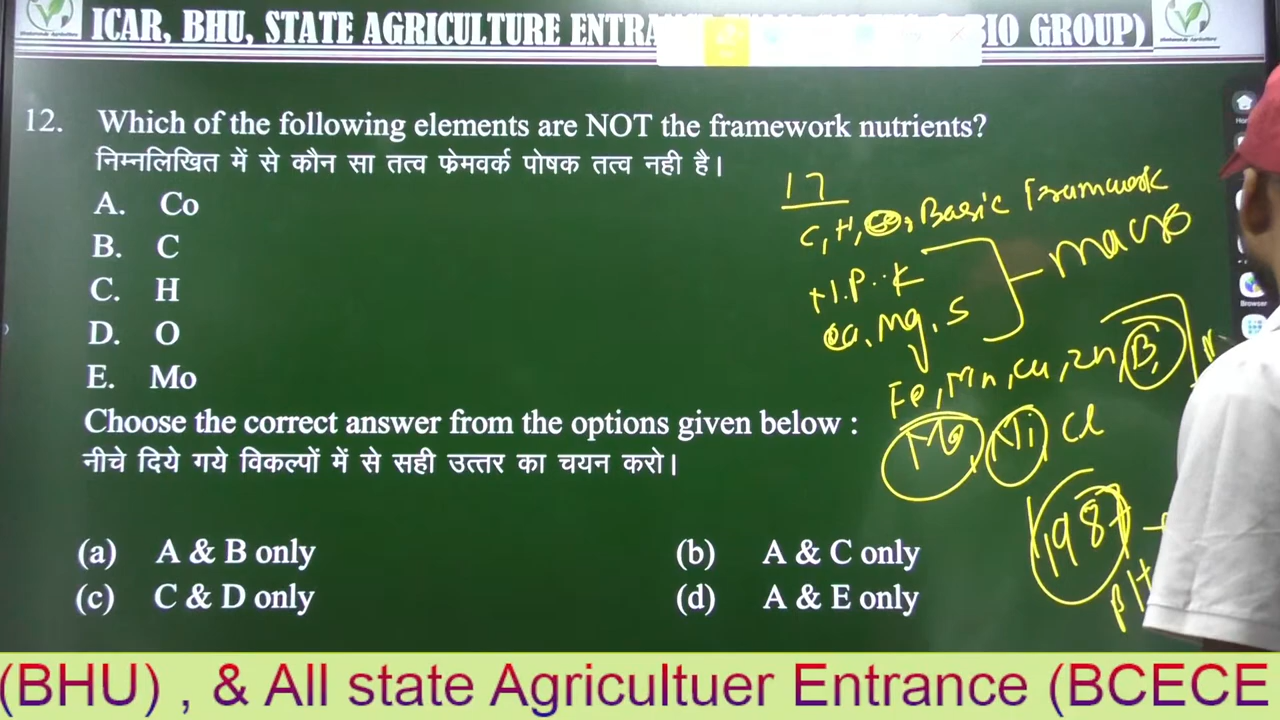 ICAR, BHU, STATE AGRICULTURE ENTRA BIO GROUP)
12. Which of the following elements are NOT the framework nutrients?
निम्नलिखित में से कौन सा तत्व फ्रेमवर्क पोषक तत्व नही है।
A. Co
B. C
C. H
D. O
E. Mo
Choose the correct answer from the options given below :
नीचे दिये गये विकल्पों में से सही उत्तर का चयन करो।
(a) A & B only (b) A & C only
(c) C & D only (d) A & E only
17
C, H, Basic Framework
N.P..K
Ca, Mg, S
Macro
Fe, Mn, Cu, Zn, B,
Mo, Ni, Cl
1987
(BHU) , & All state Agricultuer Entrance (BCECE